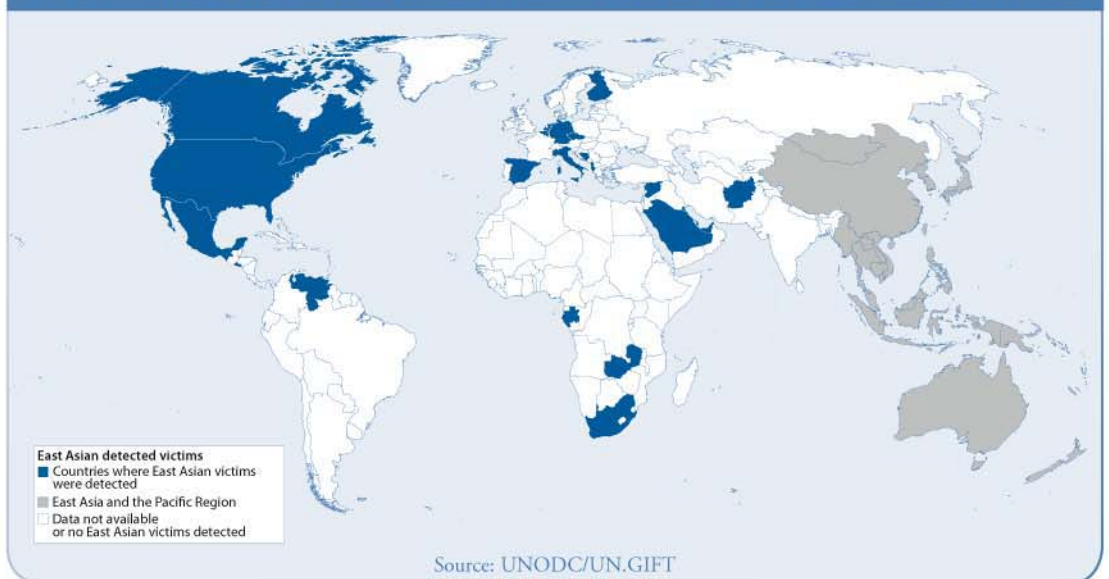 East Asian detected victims
Countries where East Asian victims
were detected
East Asia and the Pacific Region
Data not available
or no East Asian victims detected
Source: UNODC/UN.GIFT